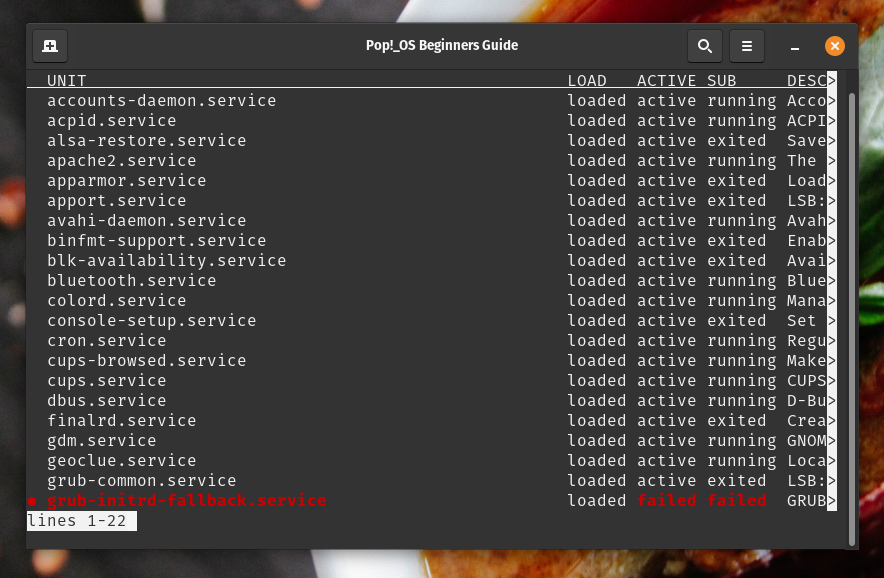 Pop!_OS Beginners Guide
UNIT LOAD ACTIVE SUB DESC>
accounts-daemon.service loaded active running Acco>
acpid.service loaded active running ACPI>
alsa-restore.service loaded active exited Save>
apache2.service loaded active running The >
apparmor.service loaded active exited Load>
apport.service loaded active exited LSB:>
avahi-daemon.service loaded active running Avah>
binfmt-support.service loaded active exited Enab>
blk-availability.service loaded active exited Avai>
bluetooth.service loaded active running Blue>
colord.service loaded active running Mana>
console-setup.service loaded active exited Set >
cron.service loaded active running Regu>
cups-browsed.service loaded active running Make>
cups.service loaded active running CUPS>
dbus.service loaded active running D-Bu>
finalrd.service loaded active exited Crea>
gdm.service loaded active running GNOM>
geoclue.service loaded active running Loca>
grub-common.service loaded active exited LSB:>
● grub-initrd-fallback.service loaded failed failed GRUB>
lines 1-22